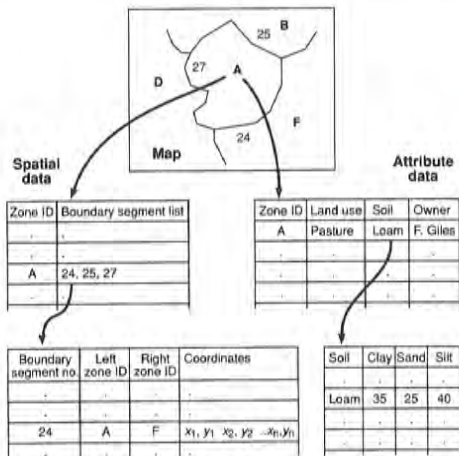 B
25
27
A
D
F
24
Map
Spatial data
Attribute data
Zone ID Boundary segment list
A 24, 25, 27
Zone ID Land use Soil Owner
A Pasture Loam F. Giles
Boundary segment no. Left zone ID Right zone ID Coordinates
24 A F x₁, y₁ x₂, y₂ ...xₙ,yₙ
Soil Clay Sand Silt
Loam 35 25 40